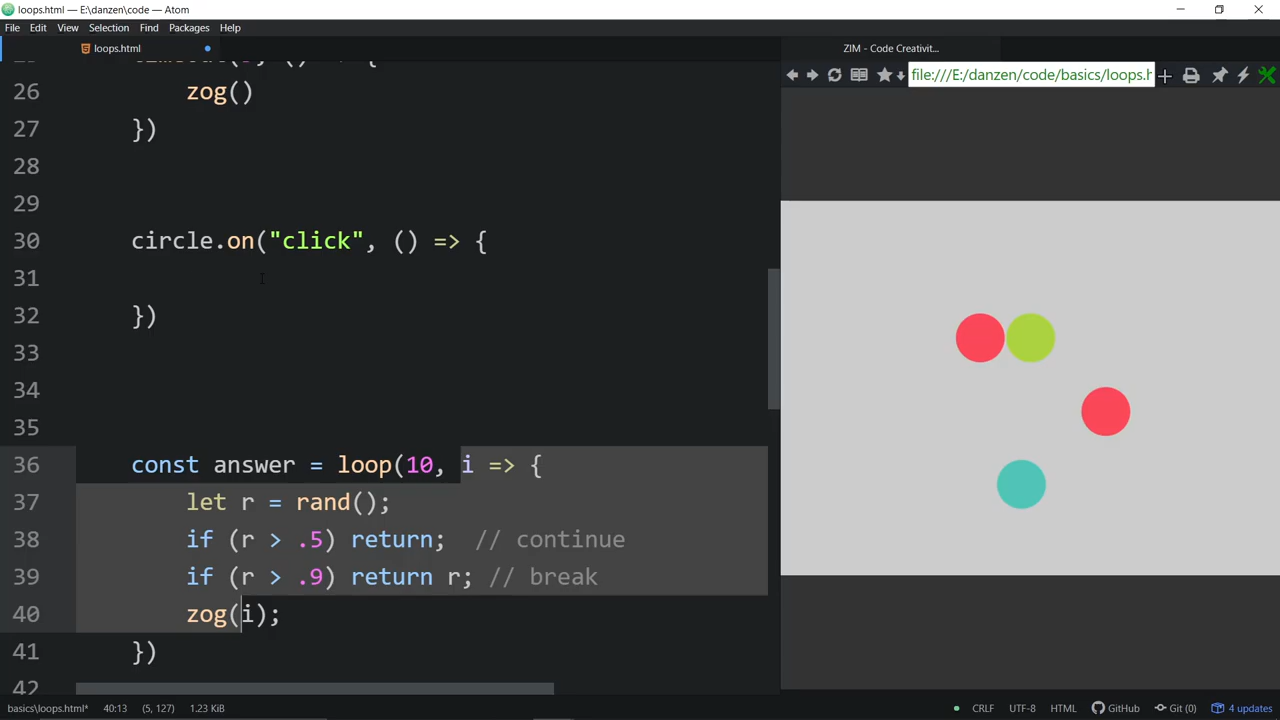 loops.html — E:\danzen\code — Atom
File Edit View Selection Find Packages Help
loops.html
ZIM - Code Creativit...
file:///E:/danzen/code/basics/loops.h
26 zog()
27 })
28
29
30 circle.on("click", () => {
31
32 })
33
34
35
36 const answer = loop(10, i => {
37 let r = rand();
38 if (r > .5) return; // continue
39 if (r > .9) return r; // break
40 zog(i);
41 })
42
basics\loops.html* 40:13 (5, 127) 1.23 KiB CRLF UTF-8 HTML GitHub Git (0) 4 updates